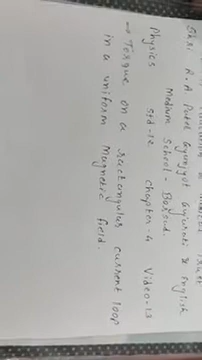 Shri R.A Patel Gyanjyot Gujarati & English
Medium School - Borsad.
Physics Std-12 Chapter-4 Video-13
→ Torque on a rectangular current loop
in a uniform magnetic field.